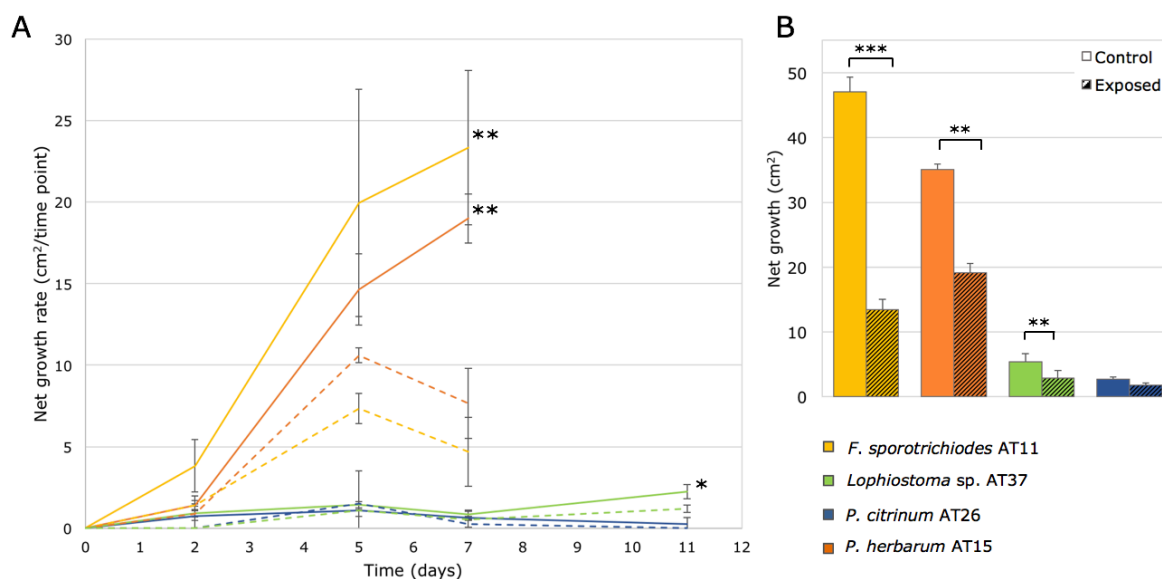 A
Net growth rate (cm²/time point)
30
25
20
15
10
5
0
**
**
*
0 1 2 3 4 5 6 7 8 9 10 11 12
Time (days)
B
Net growth (cm²)
50
40
30
20
10
0
***
**
**
Control
Exposed
F. sporotrichiodes AT11
Lophiostoma sp. AT37
P. citrinum AT26
P. herbarum AT15